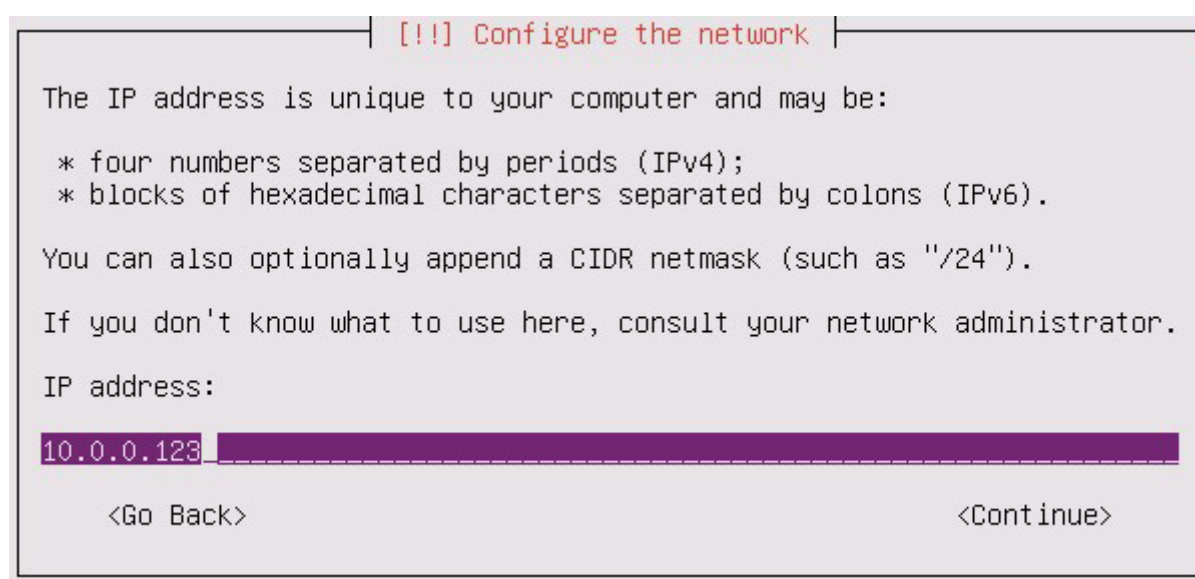 [!!] Configure the network
The IP address is unique to your computer and may be:
* four numbers separated by periods (IPv4);
* blocks of hexadecimal characters separated by colons (IPv6).
You can also optionally append a CIDR netmask (such as "/24").
If you don't know what to use here, consult your network administrator.
IP address:
10.0.0.123
<Go Back> <Continue>